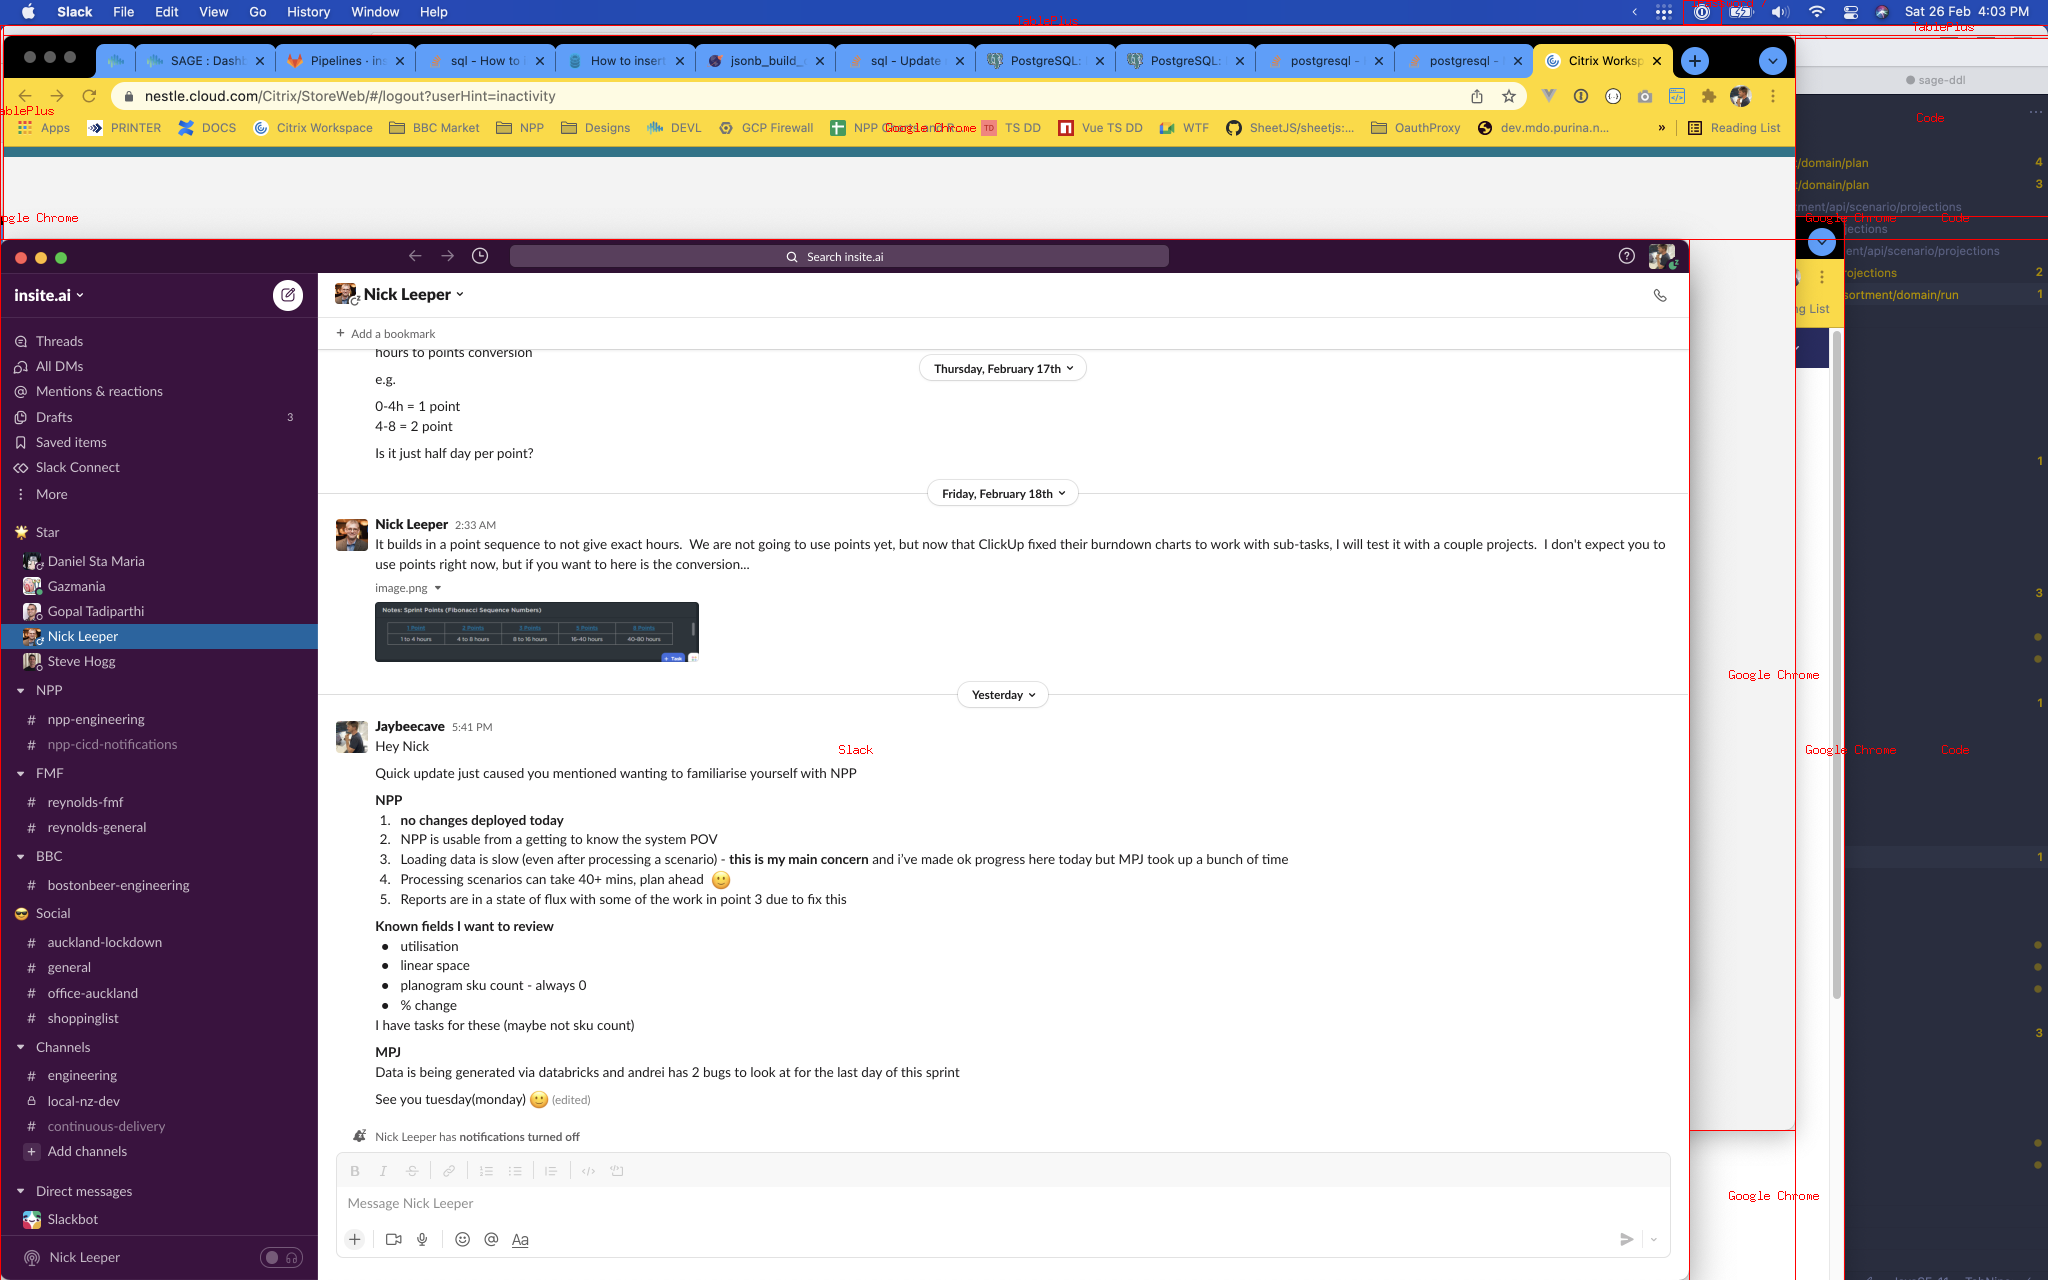 Slack File Edit View Go History Window Help
Sat 26 Feb 4:03 PM
TablePlus
TablePlus
SAGE : Dash
Pipelines · in
sql - How to
How to insert
jsonb_build_
sql - Update
PostgreSQL:
PostgreSQL:
postgresql -
postgresql -
Citrix Worksp
sage-ddl
nestle.cloud.com/Citrix/StoreWeb/#/logout?userHint=inactivity
ablePlus
Code
Apps PRINTER DOCS Citrix Workspace BBC Market NPP Designs DEVL GCP Firewall NPP Google Chrome TS DD Vue TS DD WTF SheetJS/sheetjs:... OauthProxy dev.mdo.purina.n... » Reading List
/domain/plan 4
/domain/plan 3
ment/api/scenario/projections
ogle Chrome
Google Chrome Code
ections
ent/api/scenario/projections
rojections 2
sortment/domain/run 1
ng List
Search insite.ai
insite.ai
Nick Leeper
Add a bookmark
Threads
All DMs
Mentions & reactions
Drafts 3
Saved items
Slack Connect
More
Star
Daniel Sta Maria
Gazmania
Gopal Tadiparthi
Nick Leeper
Steve Hogg
NPP
# npp-engineering
# npp-cicd-notifications
FMF
# reynolds-fmf
# reynolds-general
BBC
# bostonbeer-engineering
Social
# auckland-lockdown
# general
# office-auckland
# shoppinglist
Channels
# engineering
local-nz-dev
# continuous-delivery
+ Add channels
Direct messages
Slackbot
Nick Leeper
hours to points conversion
Thursday, February 17th
e.g.
0-4h = 1 point
4-8 = 2 point
Is it just half day per point?
Friday, February 18th
Nick Leeper 2:33 AM
It builds in a point sequence to not give exact hours. We are not going to use points yet, but now that ClickUp fixed their burndown charts to work with sub-tasks, I will test it with a couple projects. I don't expect you to
use points right now, but if you want to here is the conversion...
image.png
Notes: Sprint Points (Fibonacci Sequence Numbers)
1 Point 2 Points 3 Points 5 Points 8 Points
1 to 4 hours 4 to 8 hours 8 to 16 hours 16-40 hours 40-80 hours
+ Task
Yesterday
Jaybeecave 5:41 PM
Hey Nick
Quick update just caused you mentioned wanting to familiarise yourself with NPP
NPP
1. no changes deployed today
2. NPP is usable from a getting to know the system POV
3. Loading data is slow (even after processing a scenario) - this is my main concern and i've made ok progress here today but MPJ took up a bunch of time
4. Processing scenarios can take 40+ mins, plan ahead
5. Reports are in a state of flux with some of the work in point 3 due to fix this
Known fields I want to review
• utilisation
• linear space
• planogram sku count - always 0
• % change
I have tasks for these (maybe not sku count)
MPJ
Data is being generated via databricks and andrei has 2 bugs to look at for the last day of this sprint
See you tuesday(monday) (edited)
Nick Leeper has notifications turned off
Message Nick Leeper
Aa
Slack
Google Chrome
Google Chrome Code
Google Chrome
1
3
1
1
3